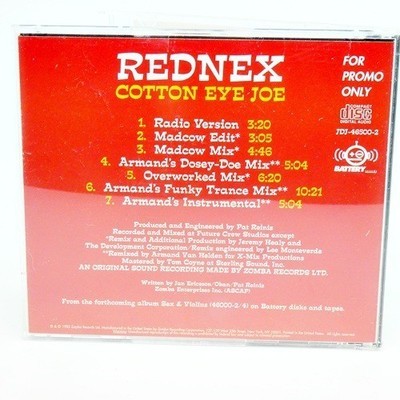 REDNEX
COTTON EYE JOE
FOR
PROMO
ONLY
COMPACT
disc
DIGITAL AUDIO
JDJ-46500-2
BATTERY
1. Radio Version 3:20
2. Madcow Edit* 3:05
3. Madcow Mix* 4:46
4. Armand's Dosey-Doe Mix** 5:04
5. Overworked Mix* 6:20
6. Armand's Funky Trance Mix** 10:21
7. Armand's Instrumental** 5:04
Produced and Engineered by Pat Reiniz
Recorded and Mixed at Future Crew Studios except
*Remix and Additional Production by Jeremy Healy and
The Development Corporation/Remix Engineered by Lee Monteverde
**Remixed by Armand Van Helden for X-Mix Productions
Mastered by Tom Coyne at Sterling Sound, Inc.
AN ORIGINAL SOUND RECORDING MADE BY ZOMBA RECORDS LTD.
Written by Jan Ericsson/Oban/Pat Reiniz
Zomba Enterprises Inc. (ASCAP)
From the forthcoming album Sex & Violins (46000-2/4) on Battery discs and tapes.